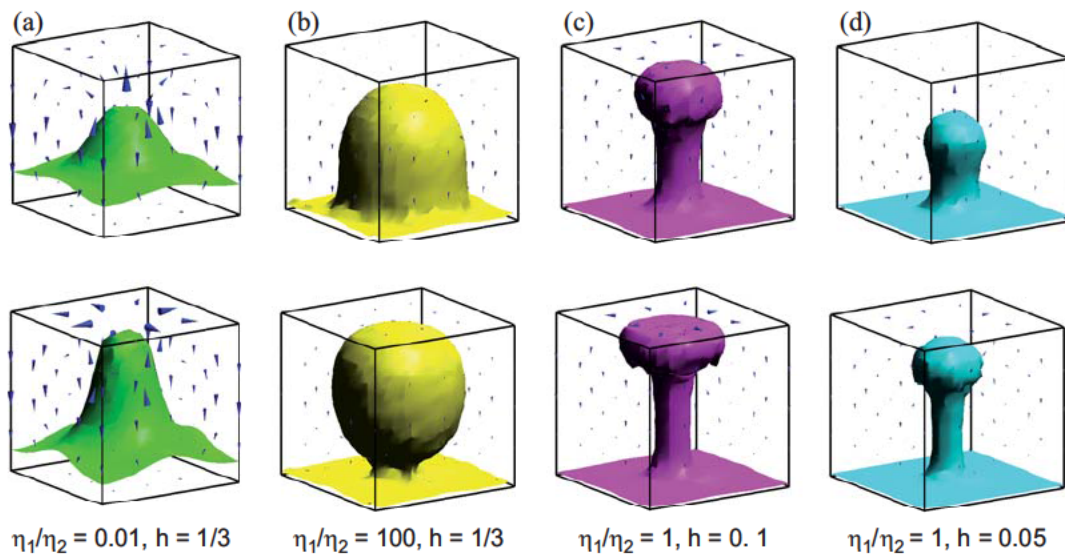 (a) (b) (c) (d)
η₁/η₂ = 0.01, h = 1/3 η₁/η₂ = 100, h = 1/3 η₁/η₂ = 1, h = 0. 1 η₁/η₂ = 1, h = 0.05